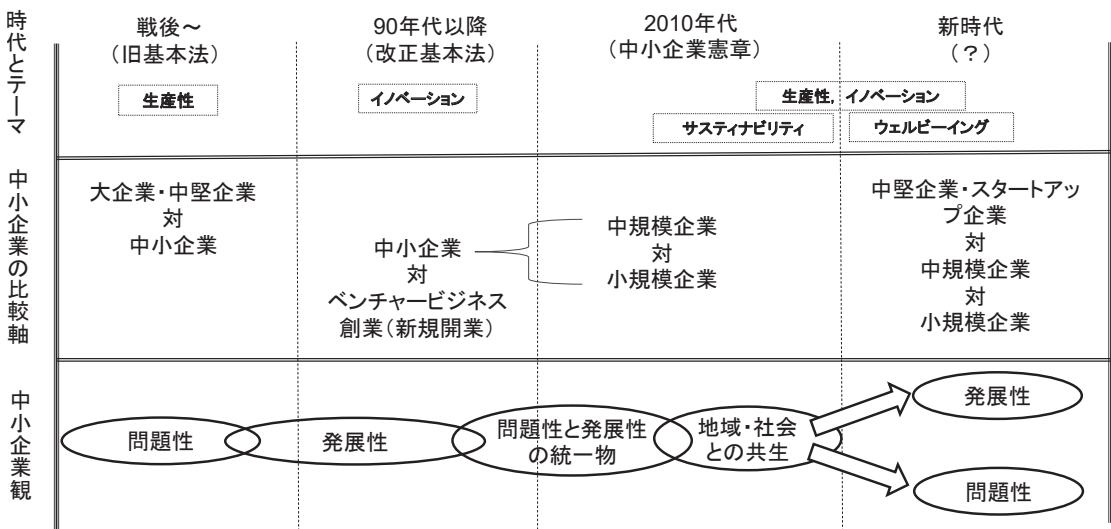 時代とテーマ
戦後～
（旧基本法）
90年代以降
（改正基本法）
2010年代
（中小企業憲章）
新時代
（？）
生産性
イノベーション
生産性, イノベーション
サスティナビリティ
ウェルビーイング
中小企業の比較軸
大企業・中堅企業
対
中小企業
中小企業
対
ベンチャービジネス
創業（新規開業）
中規模企業
対
小規模企業
中堅企業・スタートアッ
プ企業
対
中規模企業
対
小規模企業
中小企業観
問題性
発展性
問題性と発展性
の統一物
地域・社会
との共生
発展性
問題性